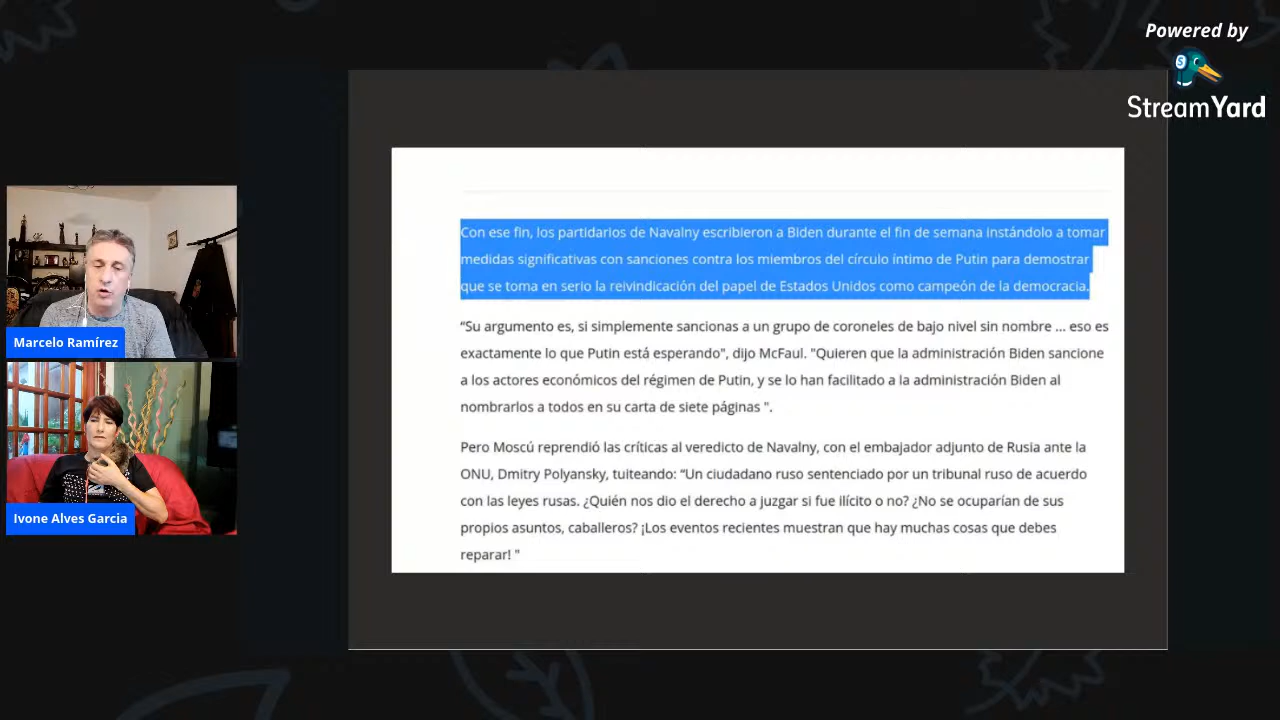 Powered by
StreamYard
Con ese fin, los partidarios de Navalny escribieron a Biden durante el fin de semana instándolo a tomar
medidas significativas con sanciones contra los miembros del círculo íntimo de Putin para demostrar
que se toma en serio la reivindicación del papel de Estados Unidos como campeón de la democracia.
“Su argumento es, si simplemente sancionas a un grupo de coroneles de bajo nivel sin nombre ... eso es
exactamente lo que Putin está esperando", dijo McFaul. "Quieren que la administración Biden sancione
a los actores económicos del régimen de Putin, y se lo han facilitado a la administración Biden al
nombrarlos a todos en su carta de siete páginas ".
Pero Moscú reprendió las críticas al veredicto de Navalny, con el embajador adjunto de Rusia ante la
ONU, Dmitry Polyansky, tuiteando: “Un ciudadano ruso sentenciado por un tribunal ruso de acuerdo
con las leyes rusas. ¿Quién nos dio el derecho a juzgar si fue ilícito o no? ¿No se ocuparían de sus
propios asuntos, caballeros? ¡Los eventos recientes muestran que hay muchas cosas que debes
reparar! "
Marcelo Ramírez
Ivone Alves Garcia